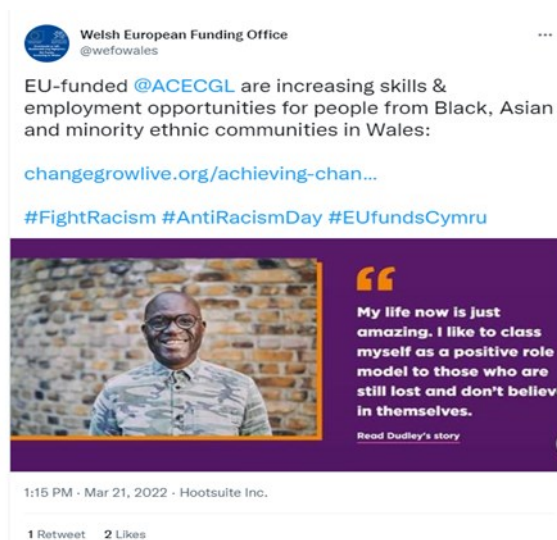 Welsh European Funding Office
@wefowales
EU-funded @ACECGL are increasing skills &
employment opportunities for people from Black, Asian
and minority ethnic communities in Wales:
changegrowlive.org/achieving-chan...
#FightRacism #AntiRacismDay #EUfundsCymru
“
My life now is just
amazing. I like to class
myself as a positive role
model to those who are
still lost and don’t believ
in themselves.
Read Dudley’s story
1:15 PM · Mar 21, 2022 · Hootsuite Inc.
1 Retweet 2 Likes